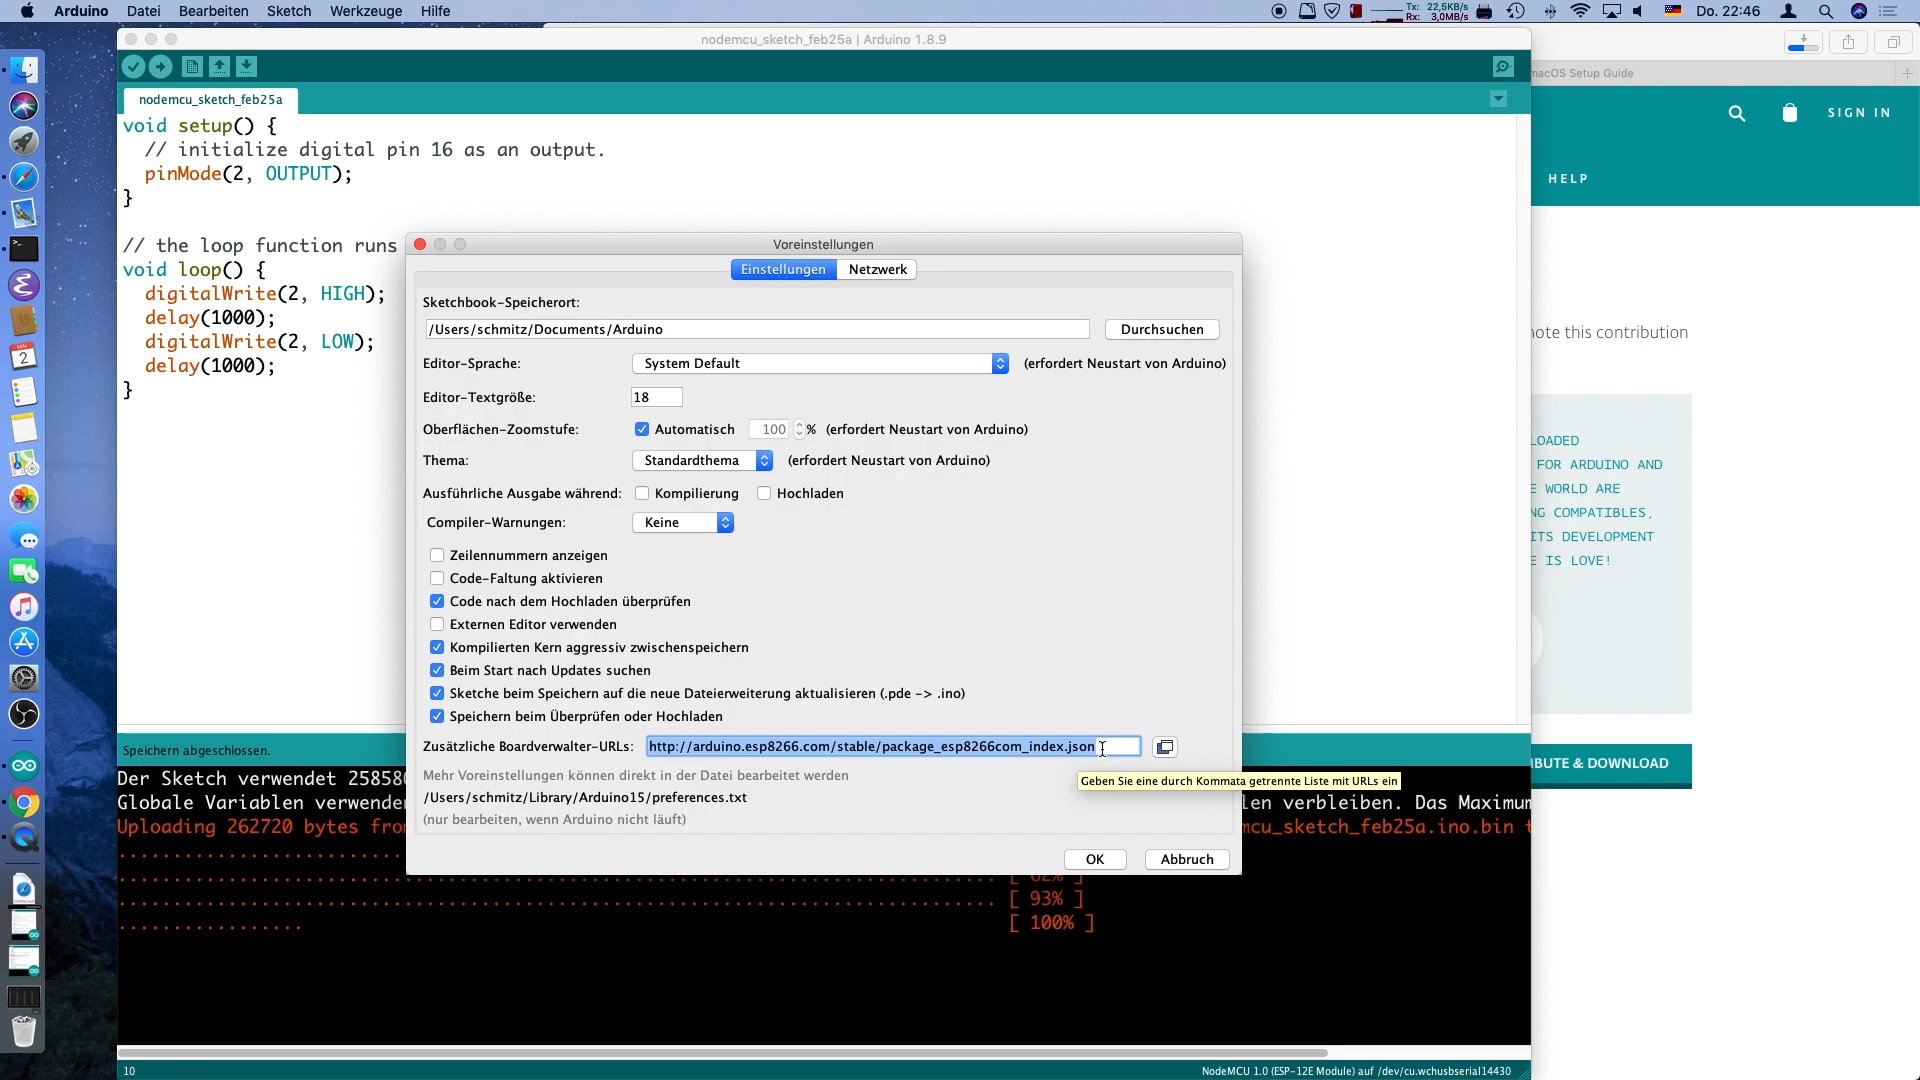 Arduino Datei Bearbeiten Sketch Werkzeuge Hilfe Tx: 22,5KB/s Rx: 3,0MB/s Do. 22:46
nodemcu_sketch_feb25a | Arduino 1.8.9
macOS Setup Guide
nodemcu_sketch_feb25a
SIGN IN
HELP
void setup() {
// initialize digital pin 16 as an output.
pinMode(2, OUTPUT);
}
// the loop function runs
void loop() {
digitalWrite(2, HIGH);
delay(1000);
digitalWrite(2, LOW);
delay(1000);
}
Voreinstellungen
Einstellungen Netzwerk
Sketchbook-Speicherort:
/Users/schmitz/Documents/Arduino Durchsuchen
Editor-Sprache: System Default (erfordert Neustart von Arduino)
Editor-Textgröße: 18
Oberflächen-Zoomstufe: Automatisch 100 % (erfordert Neustart von Arduino)
Thema: Standardthema (erfordert Neustart von Arduino)
Ausführliche Ausgabe während: Kompilierung Hochladen
Compiler-Warnungen: Keine
Zeilennummern anzeigen
Code-Faltung aktivieren
Code nach dem Hochladen überprüfen
Externen Editor verwenden
Kompilierten Kern aggressiv zwischenspeichern
Beim Start nach Updates suchen
Sketche beim Speichern auf die neue Dateierweiterung aktualisieren (.pde -> .ino)
Speichern beim Überprüfen oder Hochladen
Zusätzliche Boardverwalter-URLs: http://arduino.esp8266.com/stable/package_esp8266com_index.json
Geben Sie eine durch Kommata getrennte Liste mit URLs ein
Mehr Voreinstellungen können direkt in der Datei bearbeitet werden
/Users/schmitz/Library/Arduino15/preferences.txt
(nur bearbeiten, wenn Arduino nicht läuft)
OK Abbruch
note this contribution
LOADED
FOR ARDUINO AND
E WORLD ARE
NG COMPATIBLES,
ITS DEVELOPMENT
E IS LOVE!
IBUTE & DOWNLOAD
Speichern abgeschlossen.
Der Sketch verwendet 25858
Globale Variablen verwende len verbleiben. Das Maximum
Uploading 262720 bytes from mcu_sketch_feb25a.ino.bin t
................................................................................ [ 62% ]
................................................................................ [ 93% ]
................. [ 100% ]
10
NodeMCU 1.0 (ESP-12E Module) auf /dev/cu.wchusbserial14430